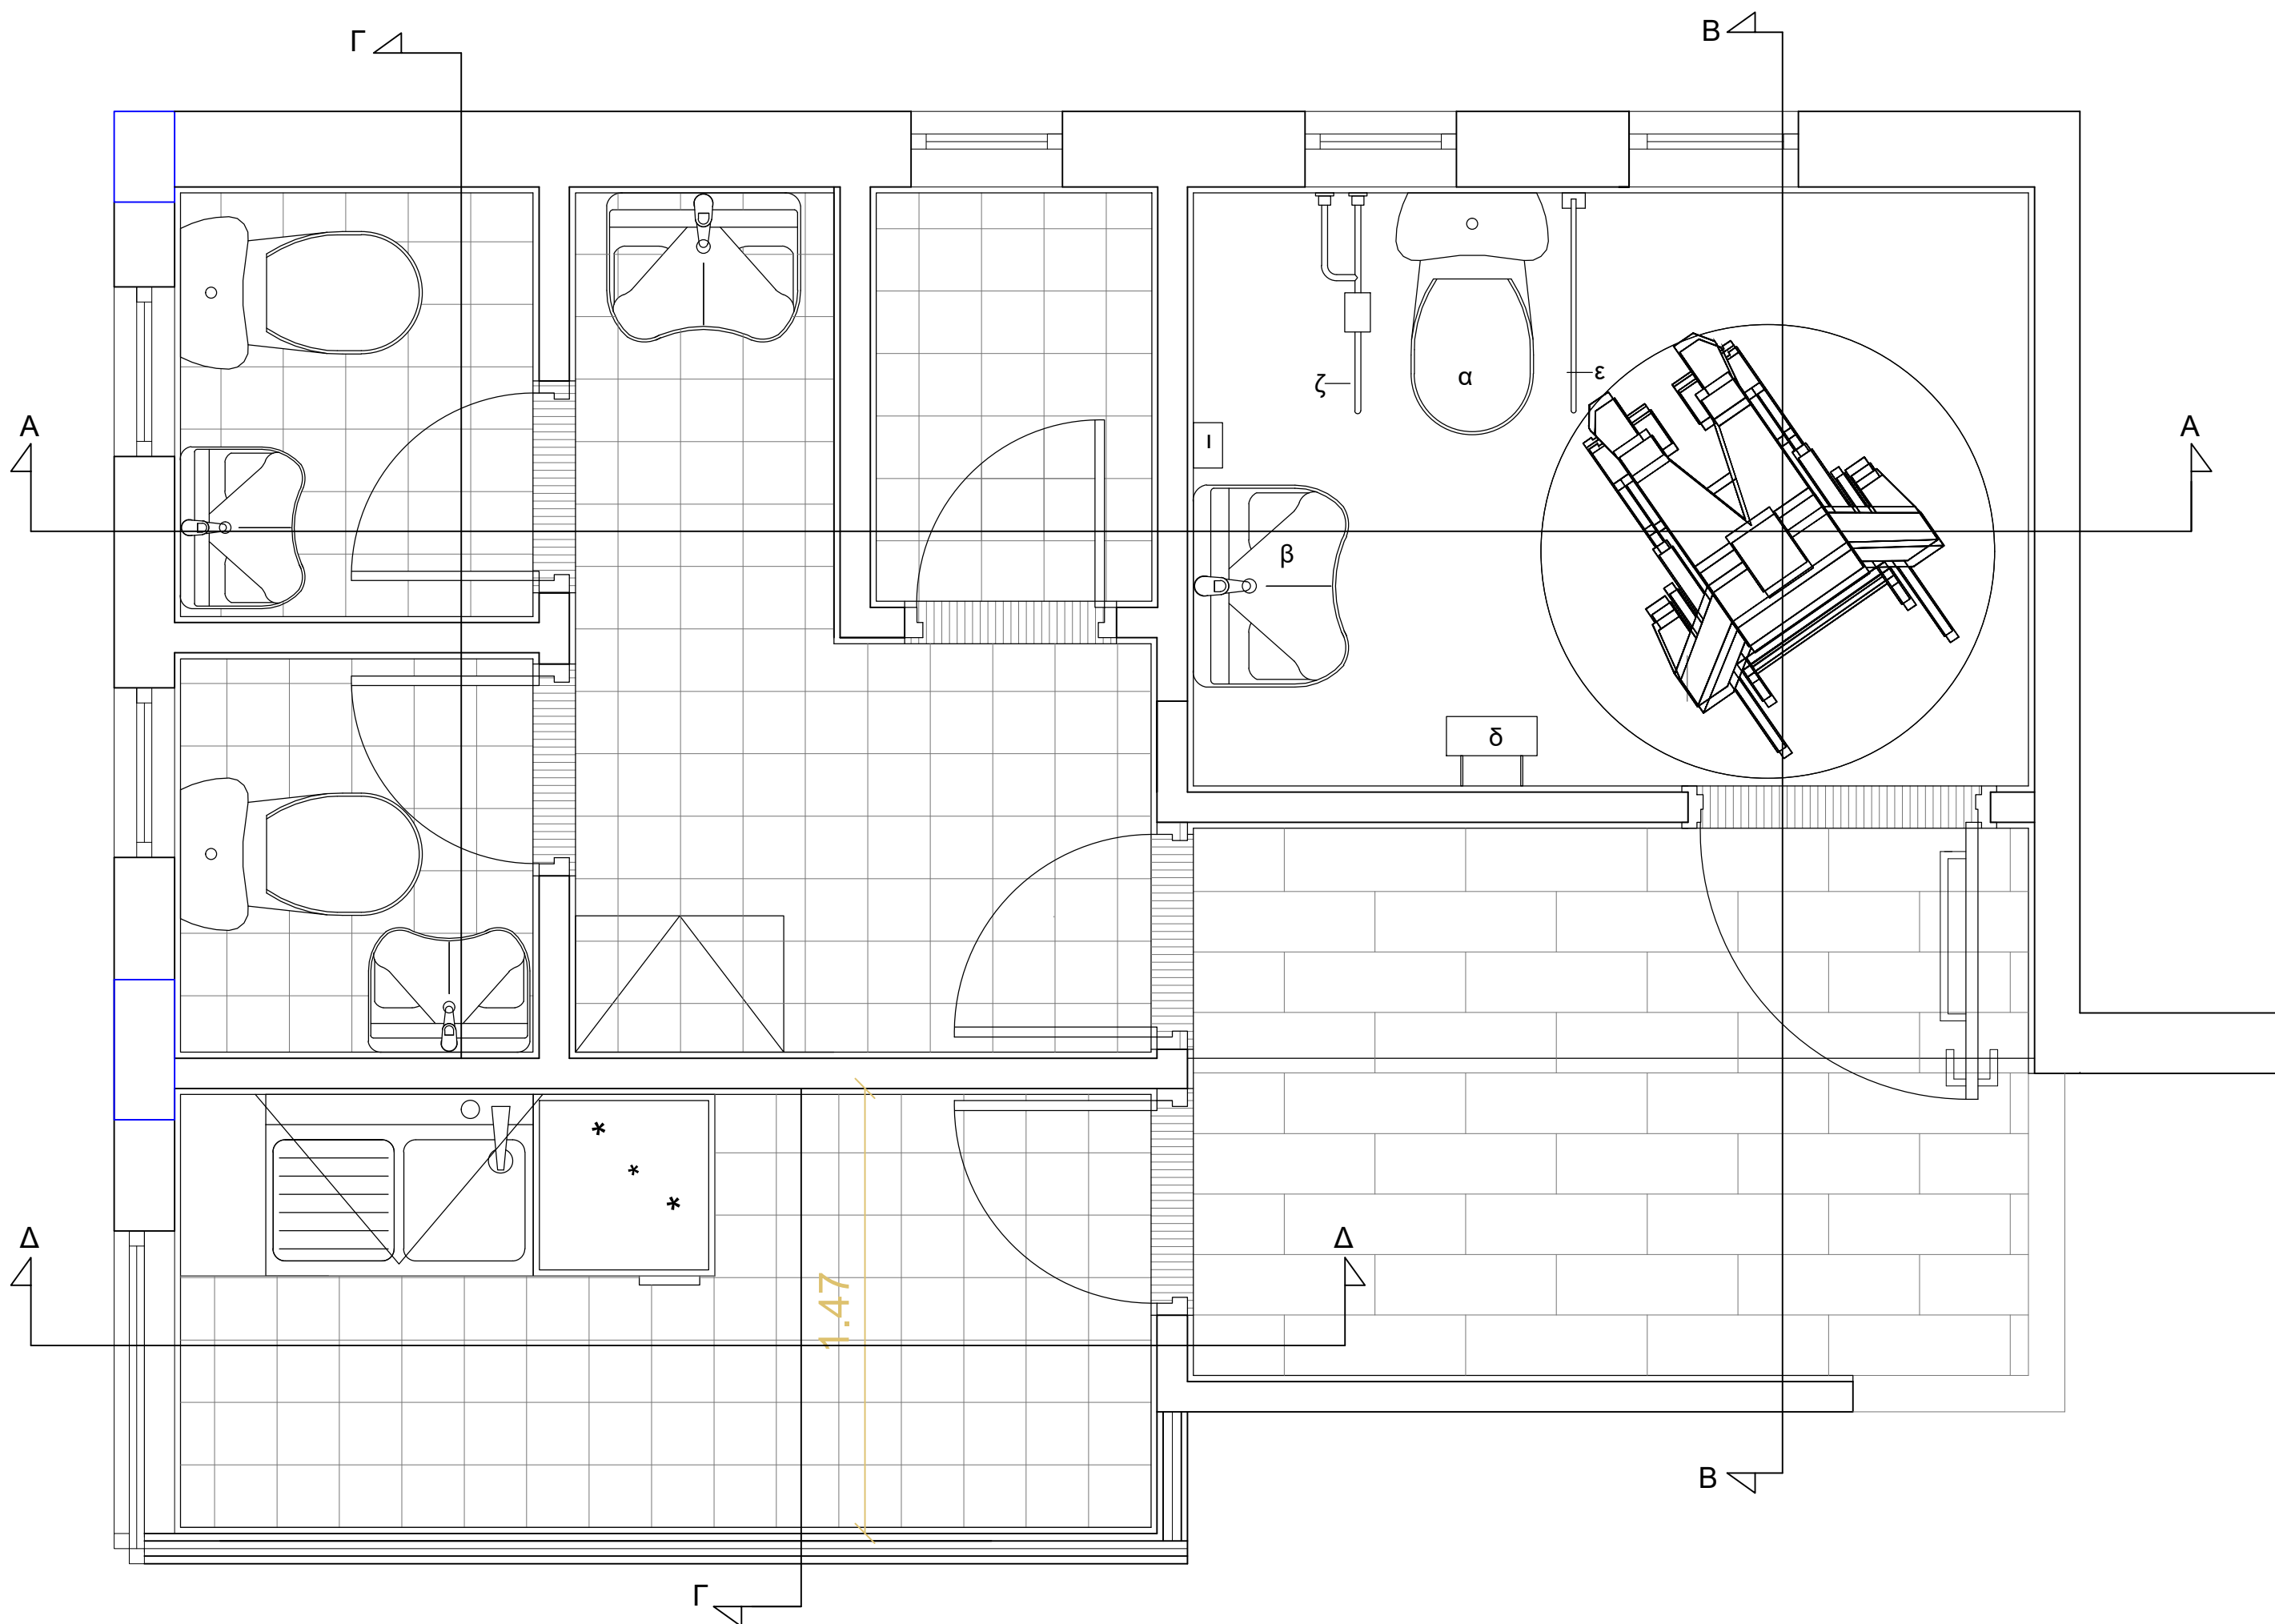 Γ
Β
Α
Α
ζ
α
ε
ι
β
δ
Δ
Δ
1.47
Β
Γ